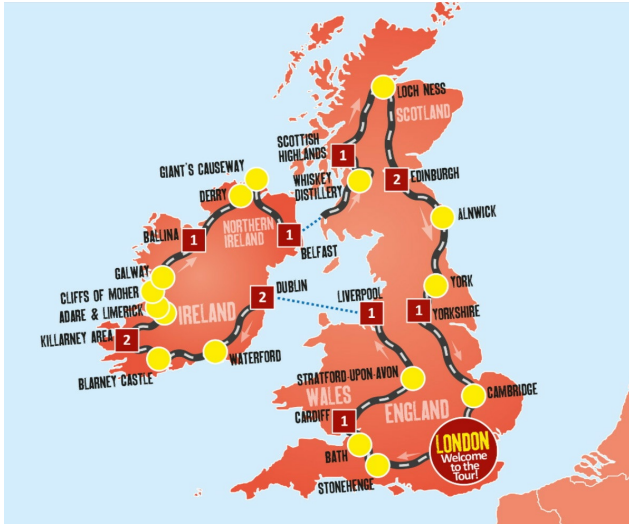 LOCH NESS
SCOTLAND
SCOTTISH
HIGHLANDS
1
WHISKEY
DISTILLERY
2
EDINBURGH
GIANT'S CAUSEWAY
DERRY
ALNWICK
NORTHERN
IRELAND
BALLINA
1
1
BELFAST
GALWAY
CLIFFS OF MOHER
ADARE & LIMERICK
IRELAND
KILLARNEY AREA
2
DUBLIN
2
LIVERPOOL
1
YORK
1
YORKSHIRE
BLARNEY CASTLE
WATERFORD
STRATFORD-UPON-AVON
WALES
ENGLAND
CAMBRIDGE
CARDIFF
1
BATH
STONEHENGE
LONDON
Welcome
to the
Tour!